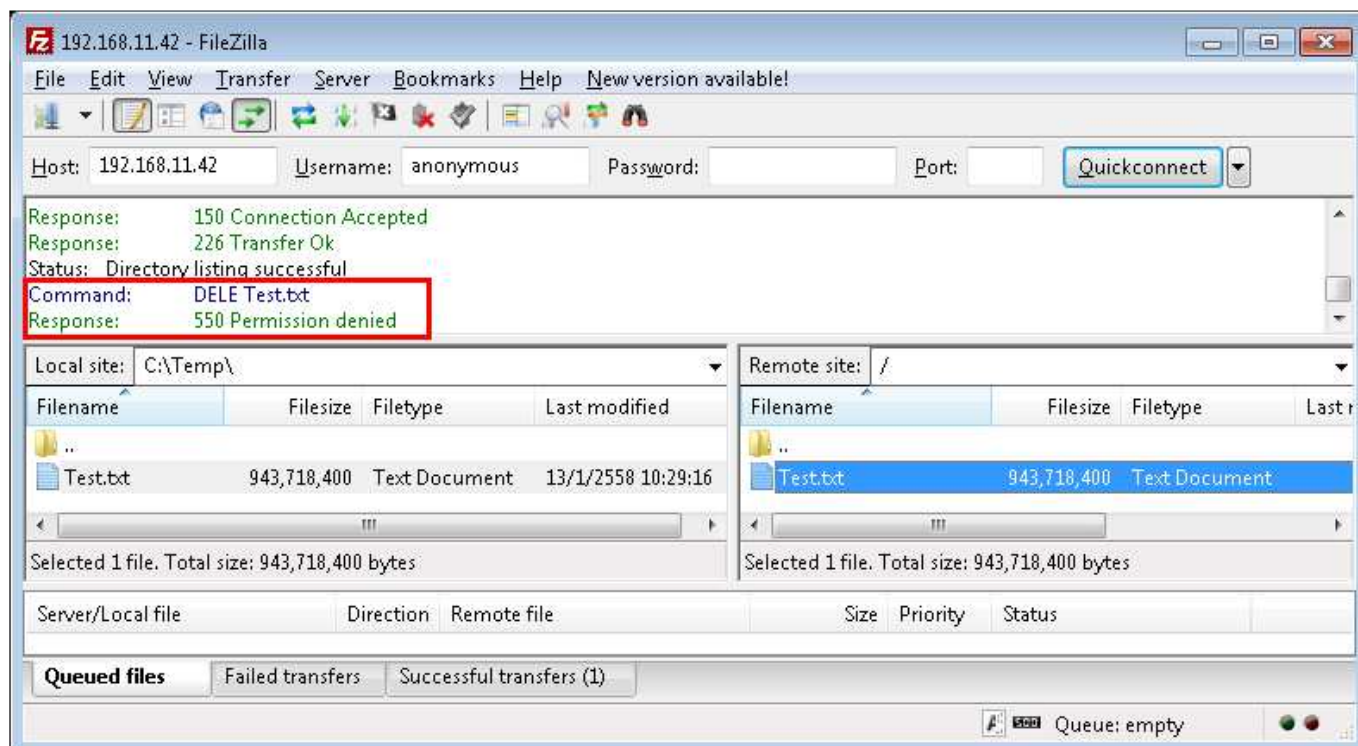 192.168.11.42 - FileZilla
File Edit View Transfer Server Bookmarks Help New version available!
Host: 192.168.11.42 Username: anonymous Password: Port: Quickconnect
Response: 150 Connection Accepted
Response: 226 Transfer Ok
Status: Directory listing successful
Command: DELE Test.txt
Response: 550 Permission denied
Local site: C:\Temp\
Filename Filesize Filetype Last modified
..
Test.txt 943,718,400 Text Document 13/1/2558 10:29:16
Selected 1 file. Total size: 943,718,400 bytes
Remote site: /
Filename Filesize Filetype Last
..
Test.txt 943,718,400 Text Document
Selected 1 file. Total size: 943,718,400 bytes
Server/Local file Direction Remote file Size Priority Status
Queued files Failed transfers Successful transfers (1)
Queue: empty